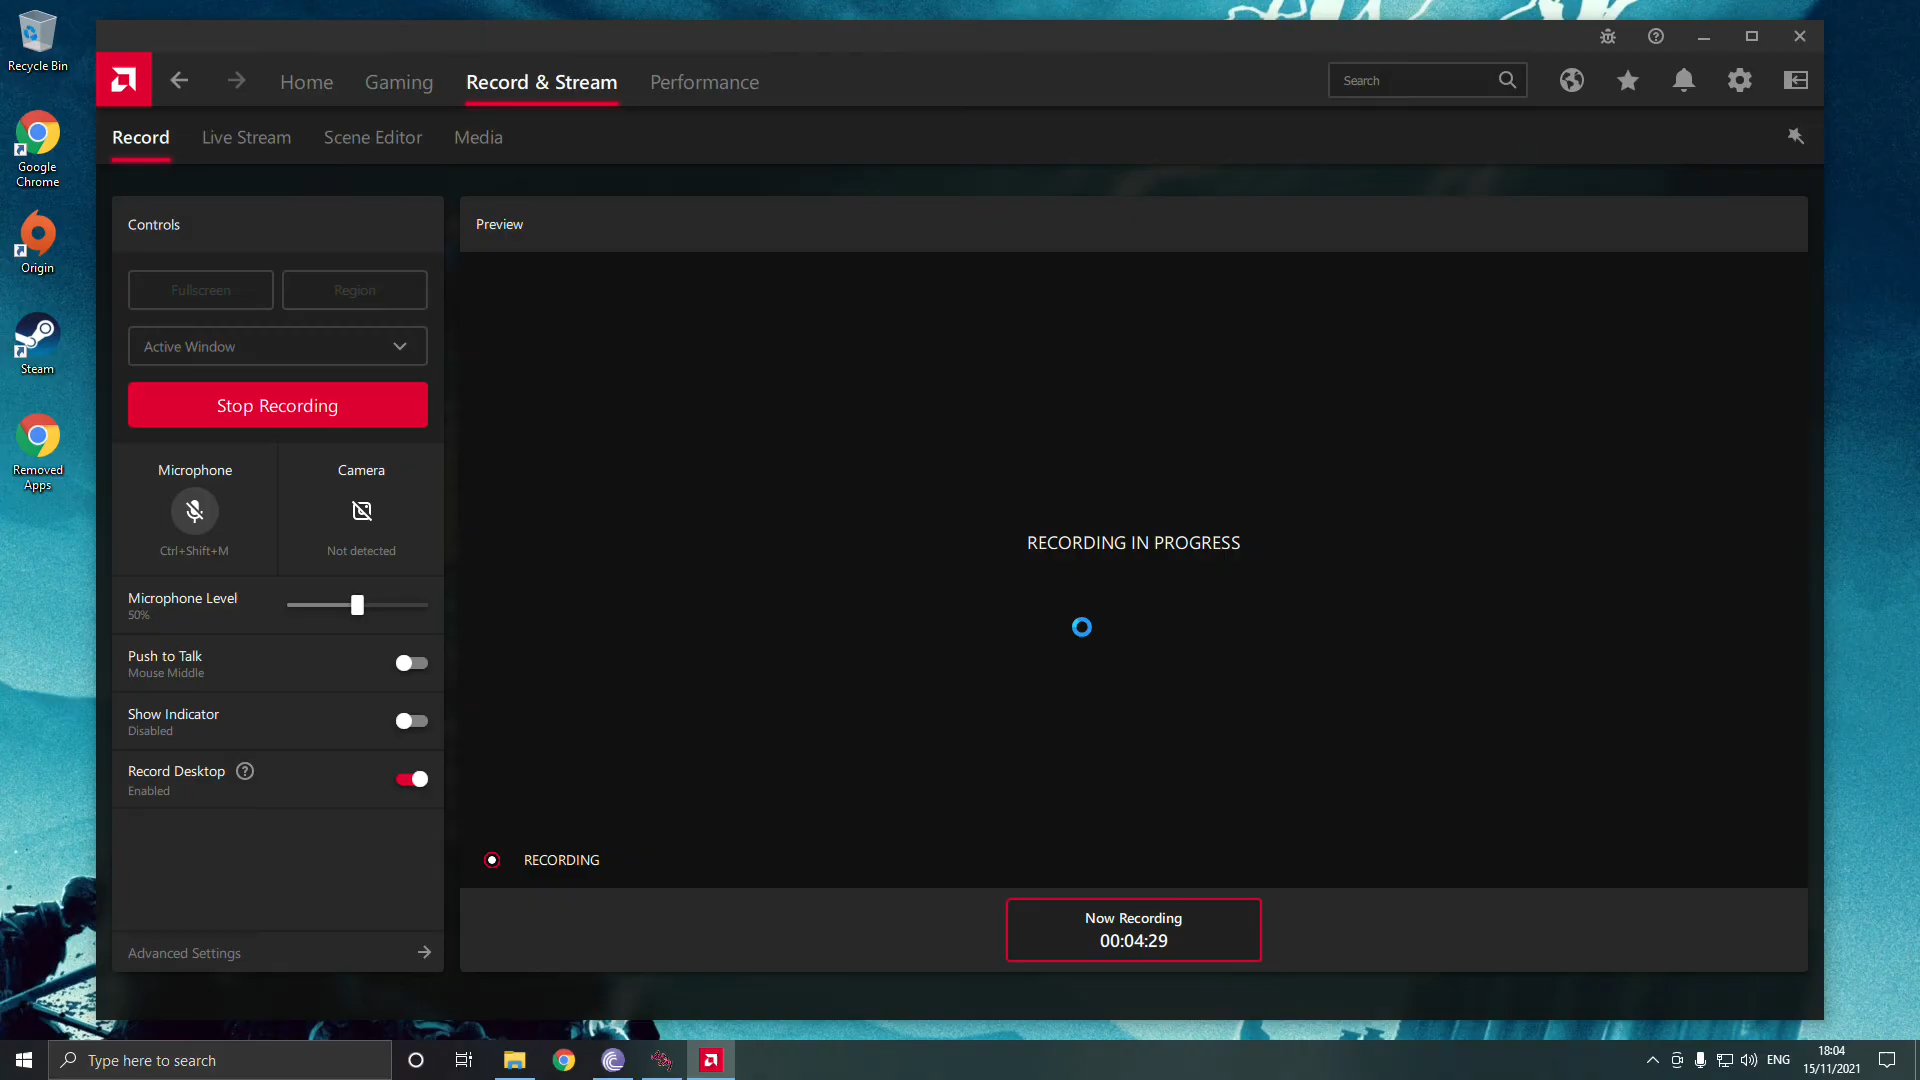 Recycle Bin
Google
Chrome
Origin
Steam
Removed
Apps
Home
Gaming
Record & Stream
Performance
Search
Record
Live Stream
Scene Editor
Media
Controls
Fullscreen
Region
Active Window
Stop Recording
Microphone
Camera
Ctrl+Shift+M
Not detected
Microphone Level
50%
Push to Talk
Mouse Middle
Show Indicator
Disabled
Record Desktop
Enabled
Advanced Settings
Preview
RECORDING IN PROGRESS
RECORDING
Now Recording
00:04:29
Type here to search
ENG
18:04
15/11/2021